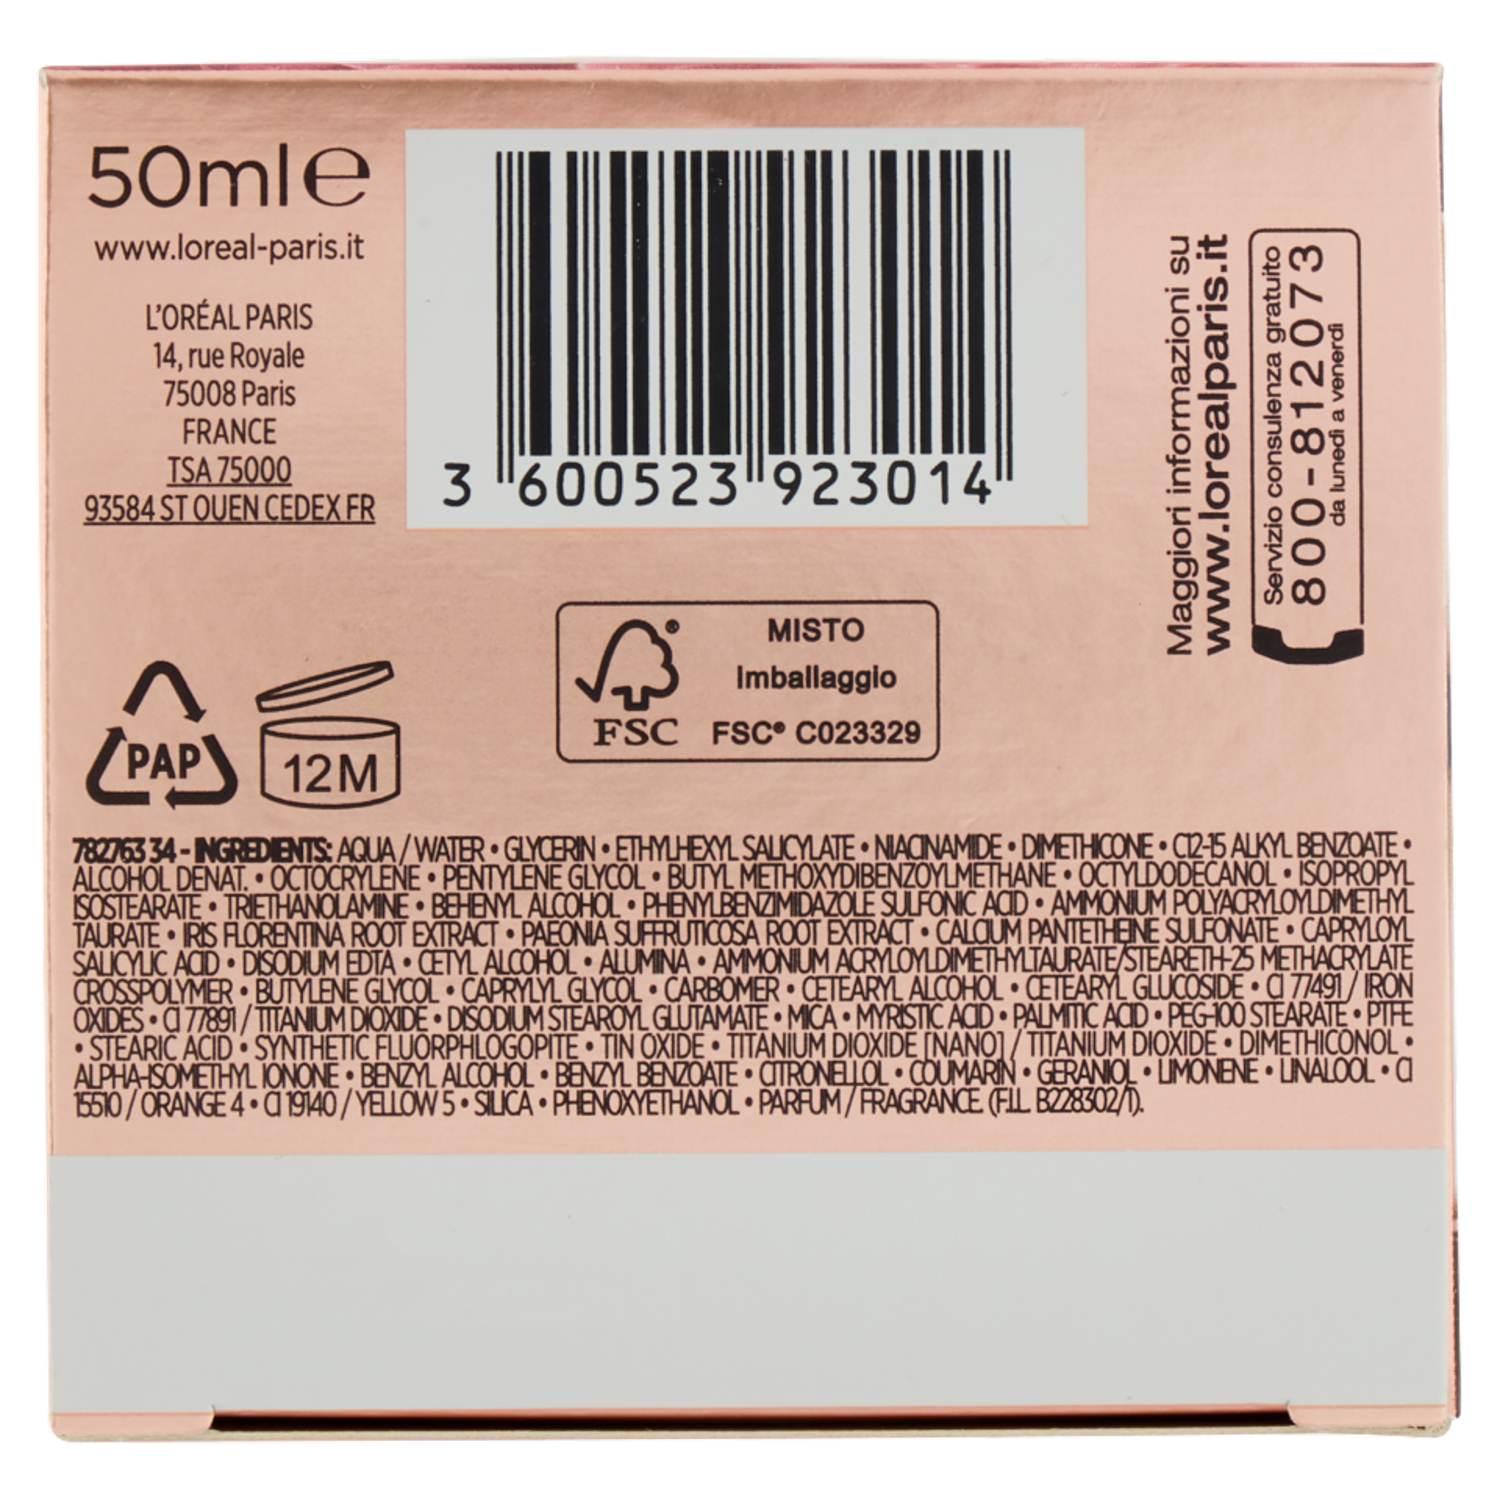 50ml℮
www.loreal-paris.it
L'ORÉAL PARIS
14, rue Royale
75008 Paris
FRANCE
TSA 75000
93584 ST OUEN CEDEX FR
3 600523 923014
Maggiori informazioni su
www.lorealparis.it
Servizio consulenza gratuito
800-812073
da lunedì a venerdì
PAP
12M
FSC®
MISTO
Imballaggio
FSC® C023329
782763 34 - INGREDIENTS: AQUA / WATER • GLYCERIN • ETHYLHEXYL SALICYLATE • NIACINAMIDE • DIMETHICONE • C12-15 ALKYL BENZOATE •
ALCOHOL DENAT. • OCTOCRYLENE • PENTYLENE GLYCOL • BUTYL METHOXYDIBENZOYLMETHANE • OCTYLDODECANOL • ISOPROPYL
ISOSTEARATE • TRIETHANOLAMINE • BEHENYL ALCOHOL • PHENYLBENZIMIDAZOLE SULFONIC ACID • AMMONIUM POLYACRYLOYLDIMETHYL
TAURATE • IRIS FLORENTINA ROOT EXTRACT • PAEONIA SUFFRUTICOSA ROOT EXTRACT • CALCIUM PANTETHEINE SULFONATE • CAPRYLOYL
SALICYLIC ACID • DISODIUM EDTA • CETYL ALCOHOL • ALUMINA • AMMONIUM ACRYLOYLDIMETHYLTAURATE/STEARETH-25 METHACRYLATE
CROSSPOLYMER • BUTYLENE GLYCOL • CAPRYLYL GLYCOL • CARBOMER • CETEARYL ALCOHOL • CETEARYL GLUCOSIDE • CI 77491 / IRON
OXIDES • CI 77891 / TITANIUM DIOXIDE • DISODIUM STEAROYL GLUTAMATE • MICA • MYRISTIC ACID • PALMITIC ACID • PEG-100 STEARATE • PTFE
• STEARIC ACID • SYNTHETIC FLUORPHLOGOPITE • TIN OXIDE • TITANIUM DIOXIDE [NANO] / TITANIUM DIOXIDE • DIMETHICONOL •
ALPHA-ISOMETHYL IONONE • BENZYL ALCOHOL • BENZYL BENZOATE • CITRONELLOL • COUMARIN • GERANIOL • LIMONENE • LINALOOL • CI
15510 / ORANGE 4 • CI 19140 / YELLOW 5 • SILICA • PHENOXYETHANOL • PARFUM / FRAGRANCE. (F.I.L. B228302/1).